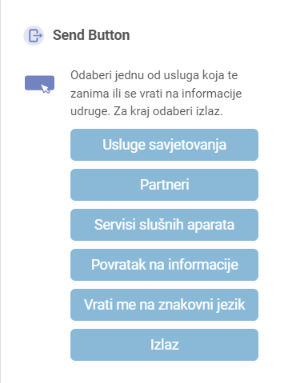 Send Button
Odaberi jednu od usluga koja te
zanima ili se vrati na informacije
udruge. Za kraj odaberi izlaz.
Usluge savjetovanja
Partneri
Servisi slušnih aparata
Povratak na informacije
Vrati me na znakovni jezik
Izlaz